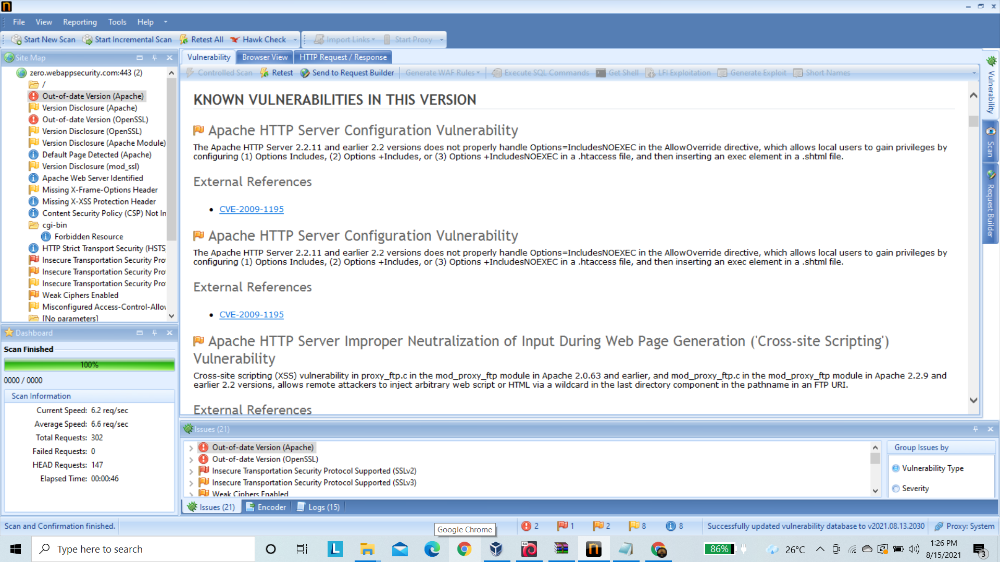 File View Reporting Tools Help
Start New Scan Start Incremental Scan Retest All Hawk Check Import Links Start Proxy
Site Map
zero.webappsecurity.com:443 (2)
/
Out-of-date Version (Apache)
Version Disclosure (Apache)
Out-of-date Version (OpenSSL)
Version Disclosure (OpenSSL)
Version Disclosure (Apache Module)
Default Page Detected (Apache)
Version Disclosure (mod_ssl)
Apache Web Server Identified
Missing X-Frame-Options Header
Missing X-XSS Protection Header
Content Security Policy (CSP) Not In
cgi-bin
Forbidden Resource
HTTP Strict Transport Security (HSTS
Insecure Transportation Security Pro
Insecure Transportation Security Pro
Insecure Transportation Security Pro
Weak Ciphers Enabled
Misconfigured Access-Control-Allo
[No parameters]
Dashboard
Scan Finished
100%
0000 / 0000
Scan Information
Current Speed: 6.2 req/sec
Average Speed: 6.6 req/sec
Total Requests: 302
Failed Requests: 0
HEAD Requests: 147
Elapsed Time: 00:00:46
Vulnerability Browser View HTTP Request / Response
Controlled Scan Retest Send to Request Builder Generate WAF Rules Execute SQL Commands Get Shell LFI Exploitation Generate Exploit Short Names
KNOWN VULNERABILITIES IN THIS VERSION
Apache HTTP Server Configuration Vulnerability
The Apache HTTP Server 2.2.11 and earlier 2.2 versions does not properly handle Options=IncludesNOEXEC in the AllowOverride directive, which allows local users to gain privileges by
configuring (1) Options Includes, (2) Options +Includes, or (3) Options +IncludesNOEXEC in a .htaccess file, and then inserting an exec element in a .shtml file.
External References
• CVE-2009-1195
Apache HTTP Server Configuration Vulnerability
The Apache HTTP Server 2.2.11 and earlier 2.2 versions does not properly handle Options=IncludesNOEXEC in the AllowOverride directive, which allows local users to gain privileges by
configuring (1) Options Includes, (2) Options +Includes, or (3) Options +IncludesNOEXEC in a .htaccess file, and then inserting an exec element in a .shtml file.
External References
• CVE-2009-1195
Apache HTTP Server Improper Neutralization of Input During Web Page Generation ('Cross-site Scripting')
Vulnerability
Cross-site scripting (XSS) vulnerability in proxy_ftp.c in the mod_proxy_ftp module in Apache 2.0.63 and earlier, and mod_proxy_ftp.c in the mod_proxy_ftp module in Apache 2.2.9 and
earlier 2.2 versions, allows remote attackers to inject arbitrary web script or HTML via a wildcard in the last directory component in the pathname in an FTP URI.
External References
Vulnerability
Scan
Request Builder
Issues (21)
Out-of-date Version (Apache)
Out-of-date Version (OpenSSL)
Insecure Transportation Security Protocol Supported (SSLv2)
Insecure Transportation Security Protocol Supported (SSLv3)
Weak Ciphers Enabled
Group Issues by
Vulnerability Type
Severity
Issues (21) Encoder Logs (15)
Scan and Confirmation finished.
2 1 2 8 8
Successfully updated vulnerability database to v2021.08.13.2030 Proxy: System
Google Chrome
Type here to search
L
64
86%
26°C
1:26 PM
8/15/2021
3